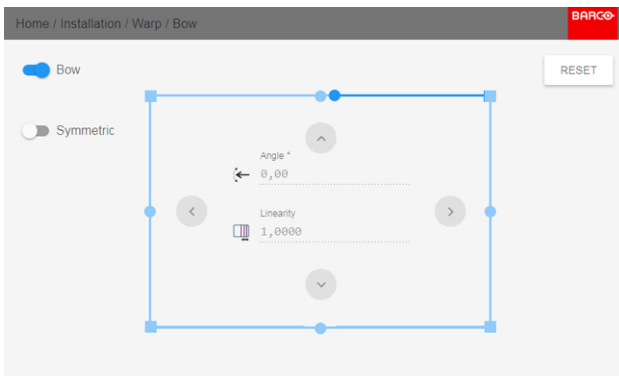 Home / Installation / Warp / Bow
BARCO
Bow
RESET
Symmetric
Angle *
0,00
Linearity
1,0000